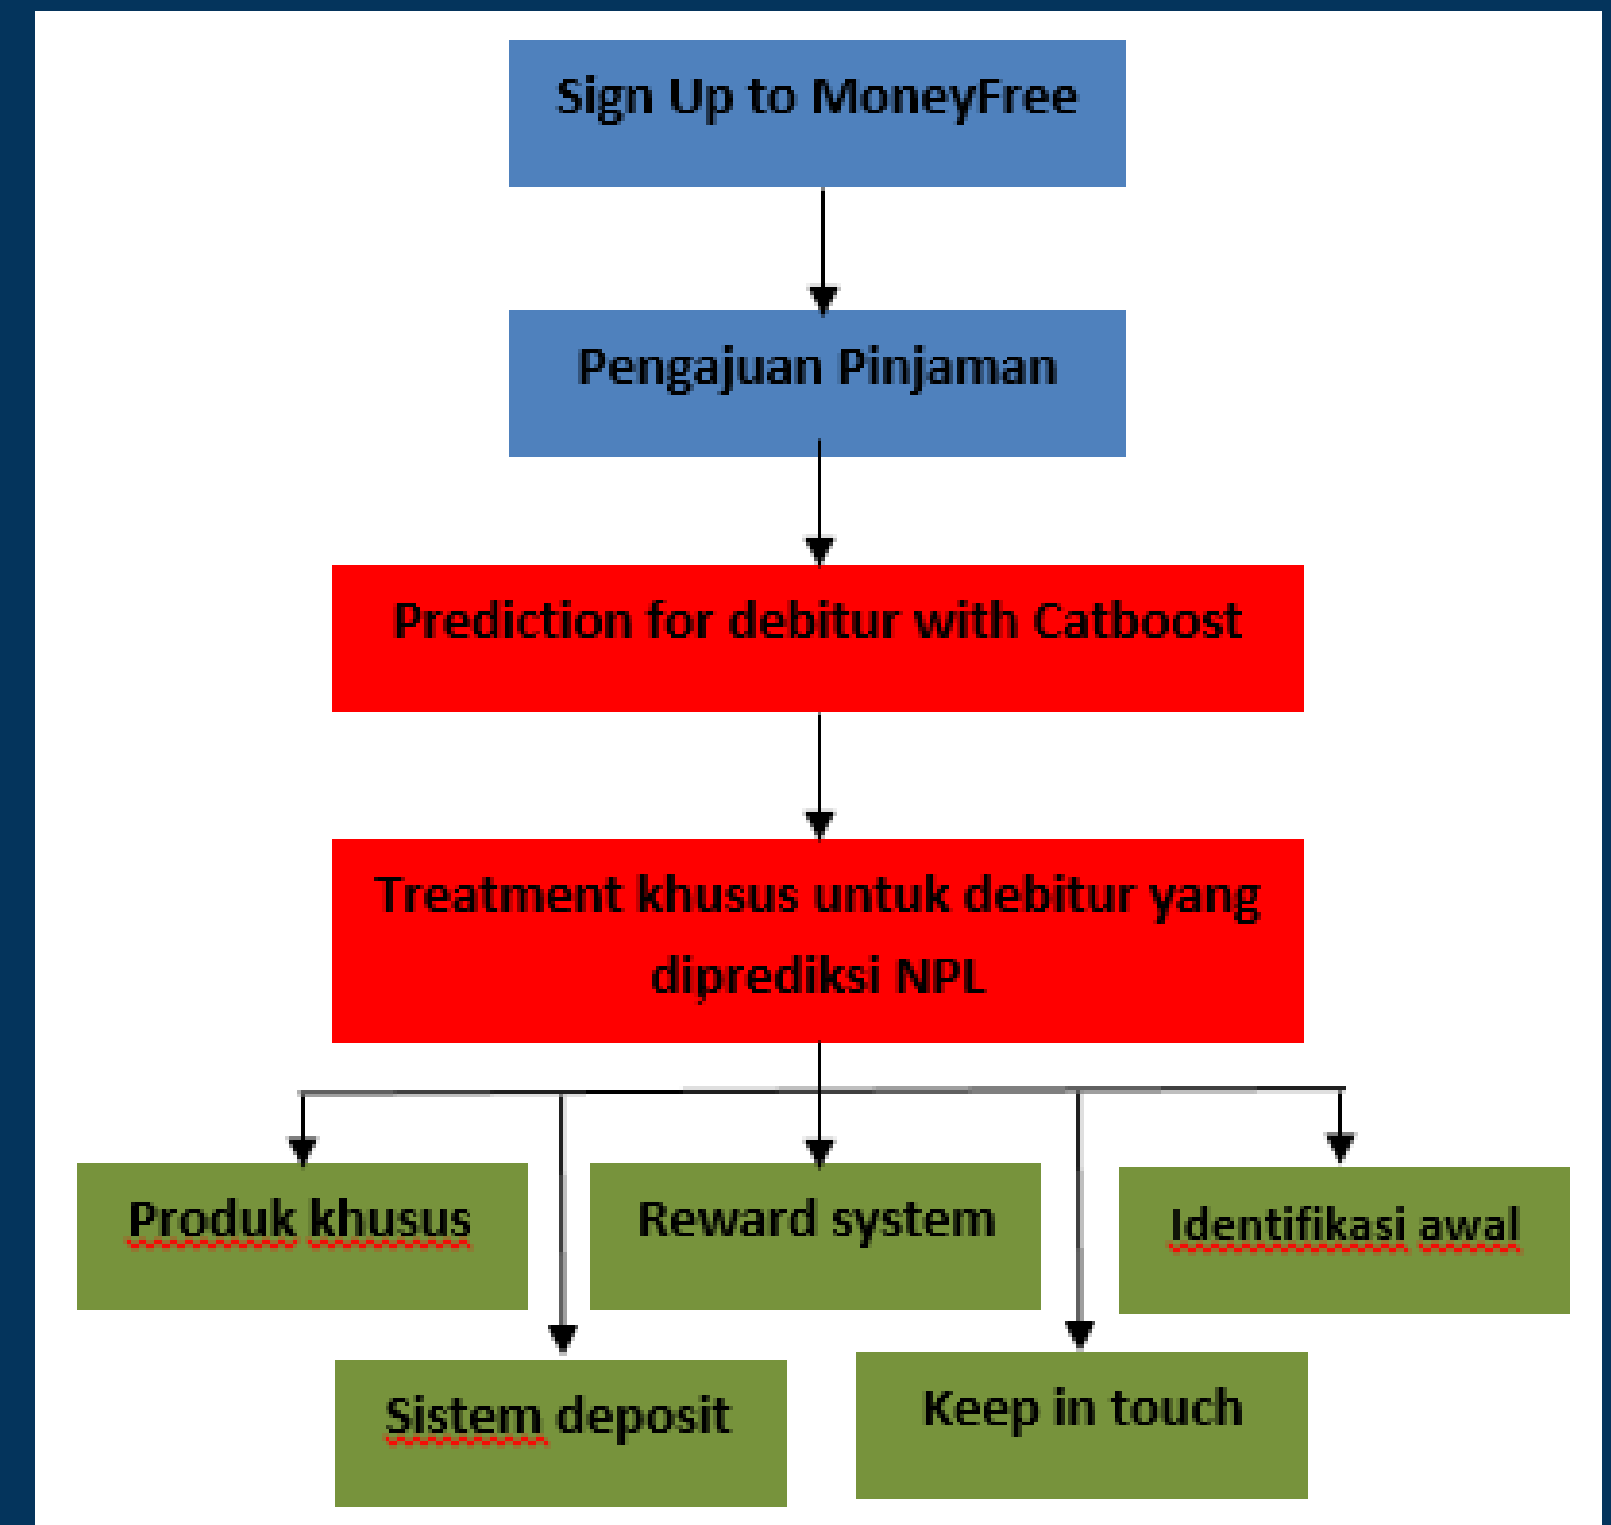 Sign Up to MoneyFree
Pengajuan Pinjaman
Prediction for debitur with Catboost
Treatment khusus untuk debitur yang
diprediksi NPL
Produk khusus
Reward system
Identifikasi awal
Sistem deposit
Keep in touch